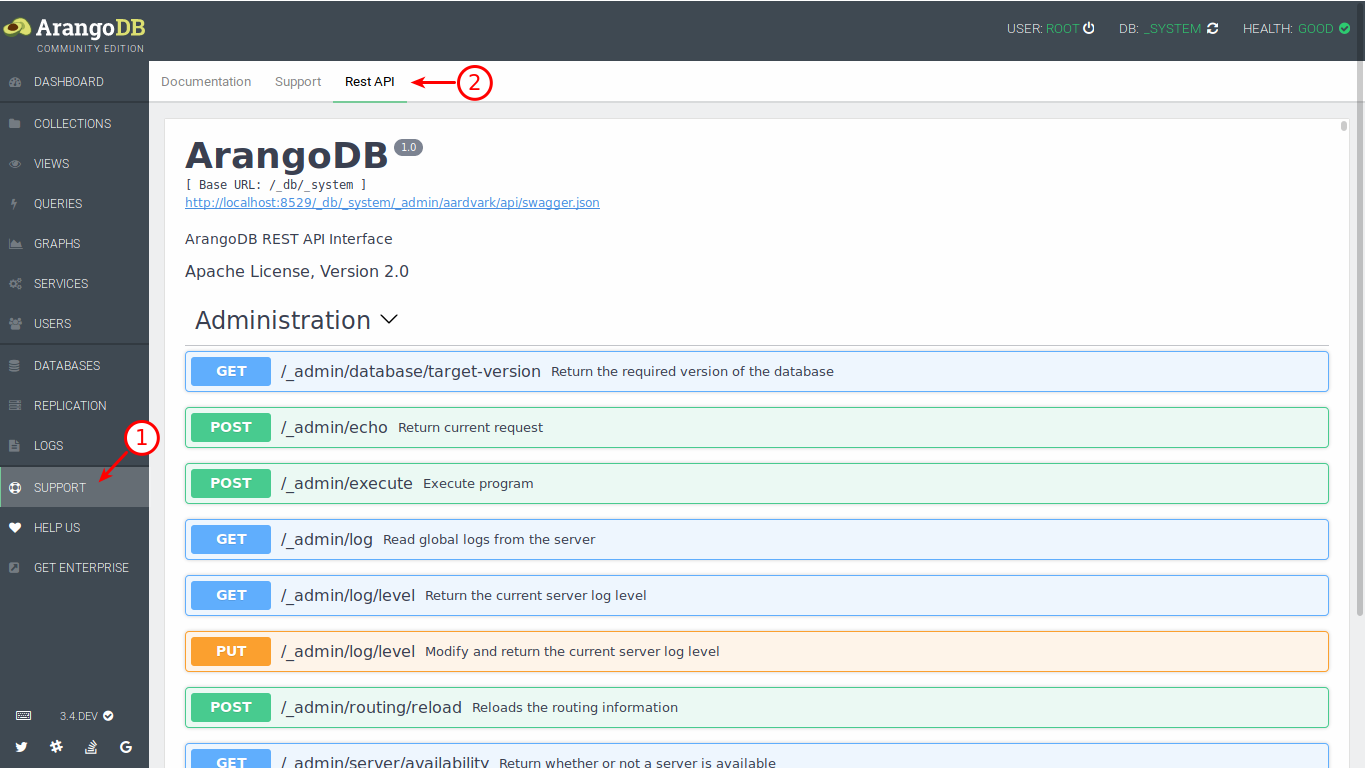 ArangoDB
COMMUNITY EDITION
USER: ROOT DB: _SYSTEM HEALTH: GOOD
DASHBOARD
COLLECTIONS
VIEWS
QUERIES
GRAPHS
SERVICES
USERS
DATABASES
REPLICATION
LOGS
1
SUPPORT
HELP US
GET ENTERPRISE
3.4.DEV
Documentation Support Rest API 2
ArangoDB 1.0
[ Base URL: /_db/_system ]
http://localhost:8529/_db/_system/_admin/aardvark/api/swagger.json
ArangoDB REST API Interface
Apache License, Version 2.0
Administration
GET /_admin/database/target-version Return the required version of the database
POST /_admin/echo Return current request
POST /_admin/execute Execute program
GET /_admin/log Read global logs from the server
GET /_admin/log/level Return the current server log level
PUT /_admin/log/level Modify and return the current server log level
POST /_admin/routing/reload Reloads the routing information
GET /_admin/server/availability Return whether or not a server is available